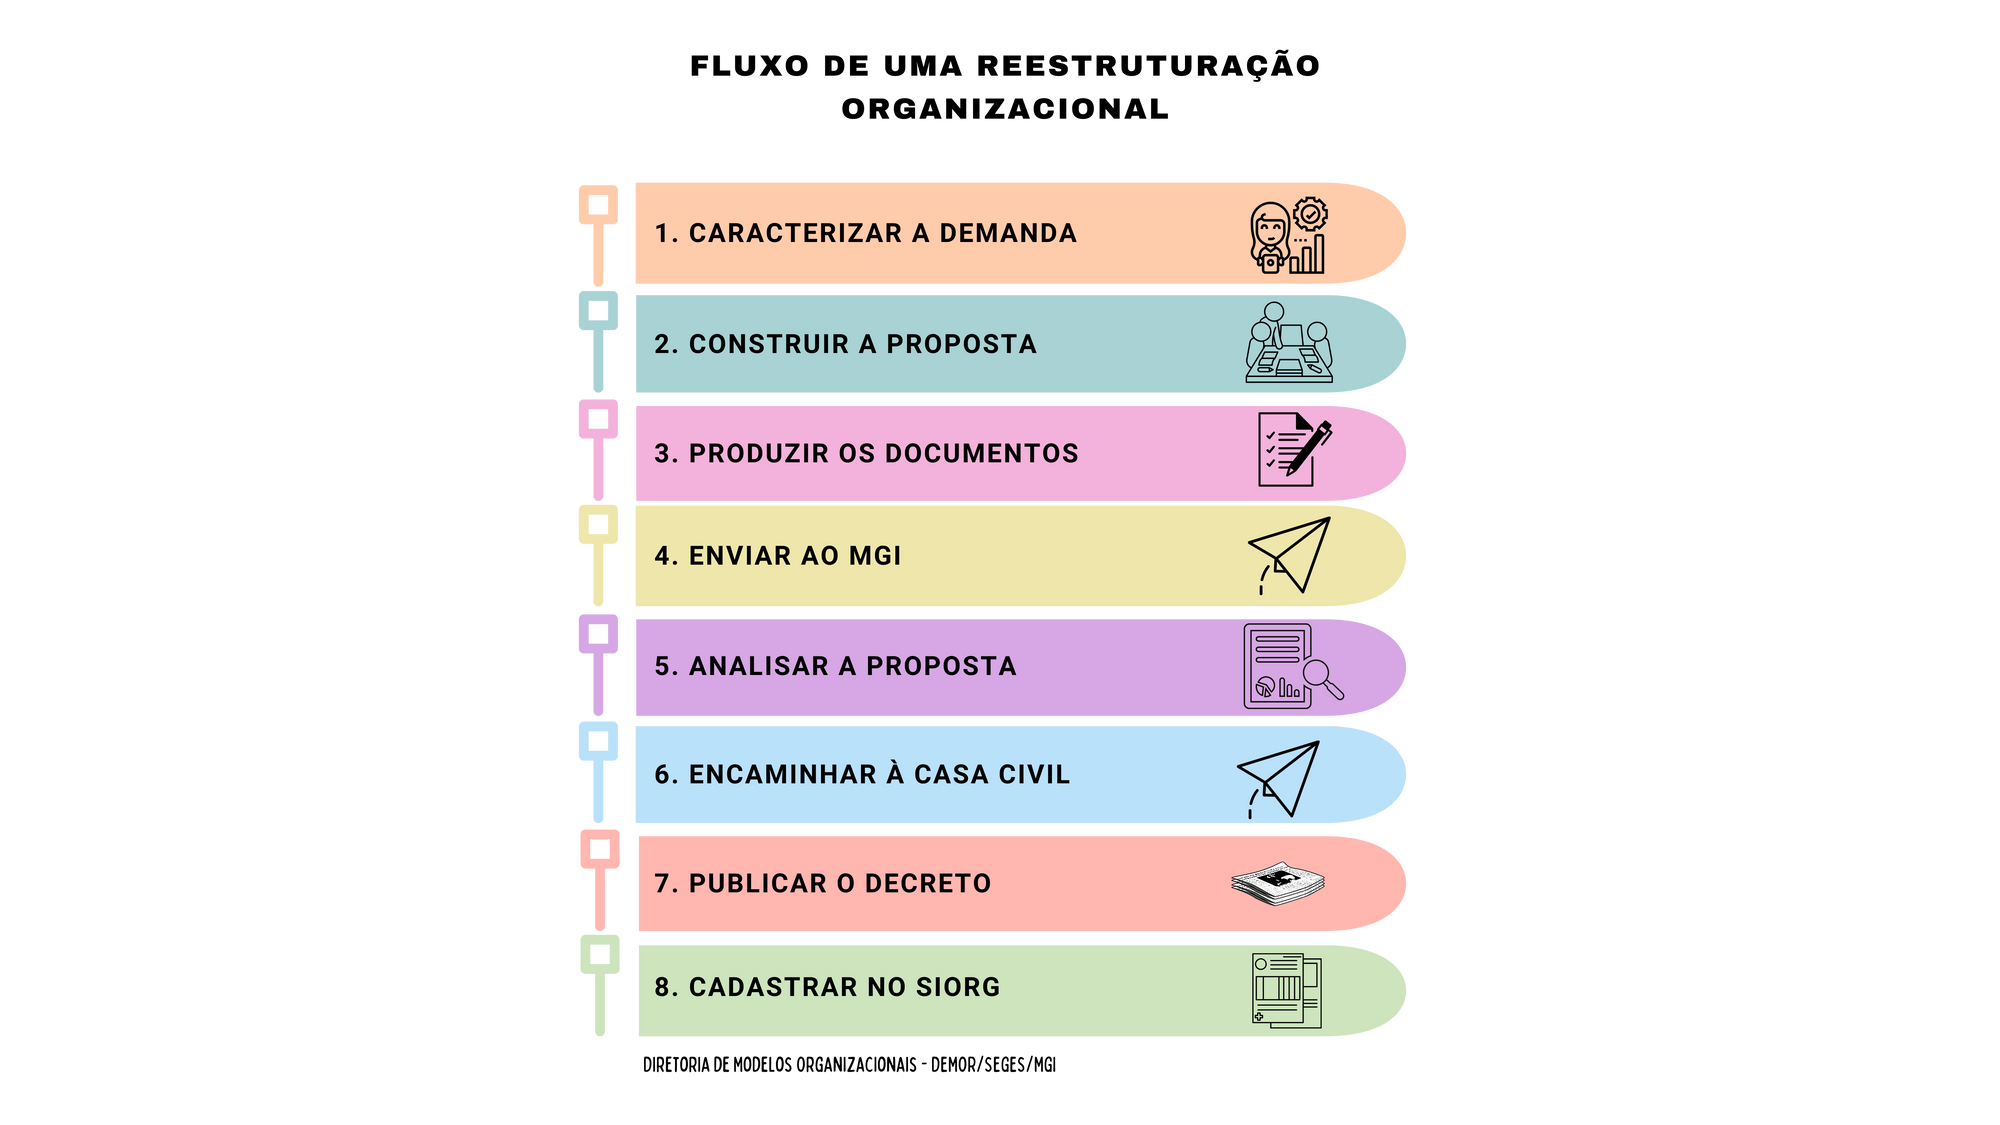 FLUXO DE UMA REESTRUTURAÇÃO
ORGANIZACIONAL
1. CARACTERIZAR A DEMANDA
2. CONSTRUIR A PROPOSTA
3. PRODUZIR OS DOCUMENTOS
4. ENVIAR AO MGI
5. ANALISAR A PROPOSTA
6. ENCAMINHAR À CASA CIVIL
7. PUBLICAR O DECRETO
8. CADASTRAR NO SIORG
DIRETORIA DE MODELOS ORGANIZACIONAIS - DEMOR/SEGES/MGI